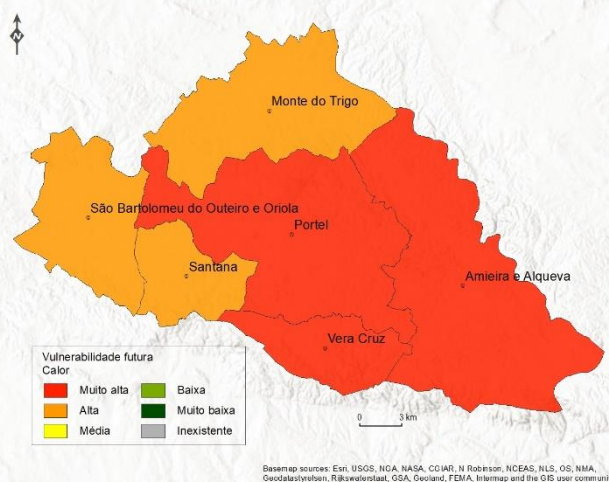 N
Monte do Trigo
São Bartolomeu do Outeiro e Oriola
Portel
Santana
Amieira e Alqueva
Vera Cruz
Vulnerabilidade futura
Calor
Muito alta
Baixa
Alta
Muito baixa
Média
Inexistente
0 3 km
Basemap sources: Esri, USGS, NGA, NASA, CGIAR, N Robinson, NCEAS, NLS, OS, NMA,
Geodatastyrelsen, Rijkswaterstaat, GSA, Geoland, FEMA, Intermap and the GIS user communi